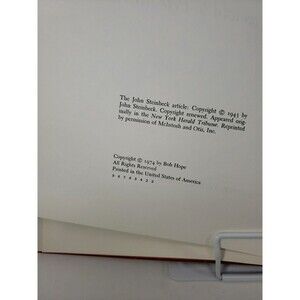 The John Steinbeck article: Copyright © 1943 by
John Steinbeck. Copyright renewed. Appeared orig-
inally in the New York Herald Tribune. Reprinted
by permission of McIntosh and Otis, Inc.
Copyright © 1974 by Bob Hope
All Rights Reserved
Printed in the United States of America